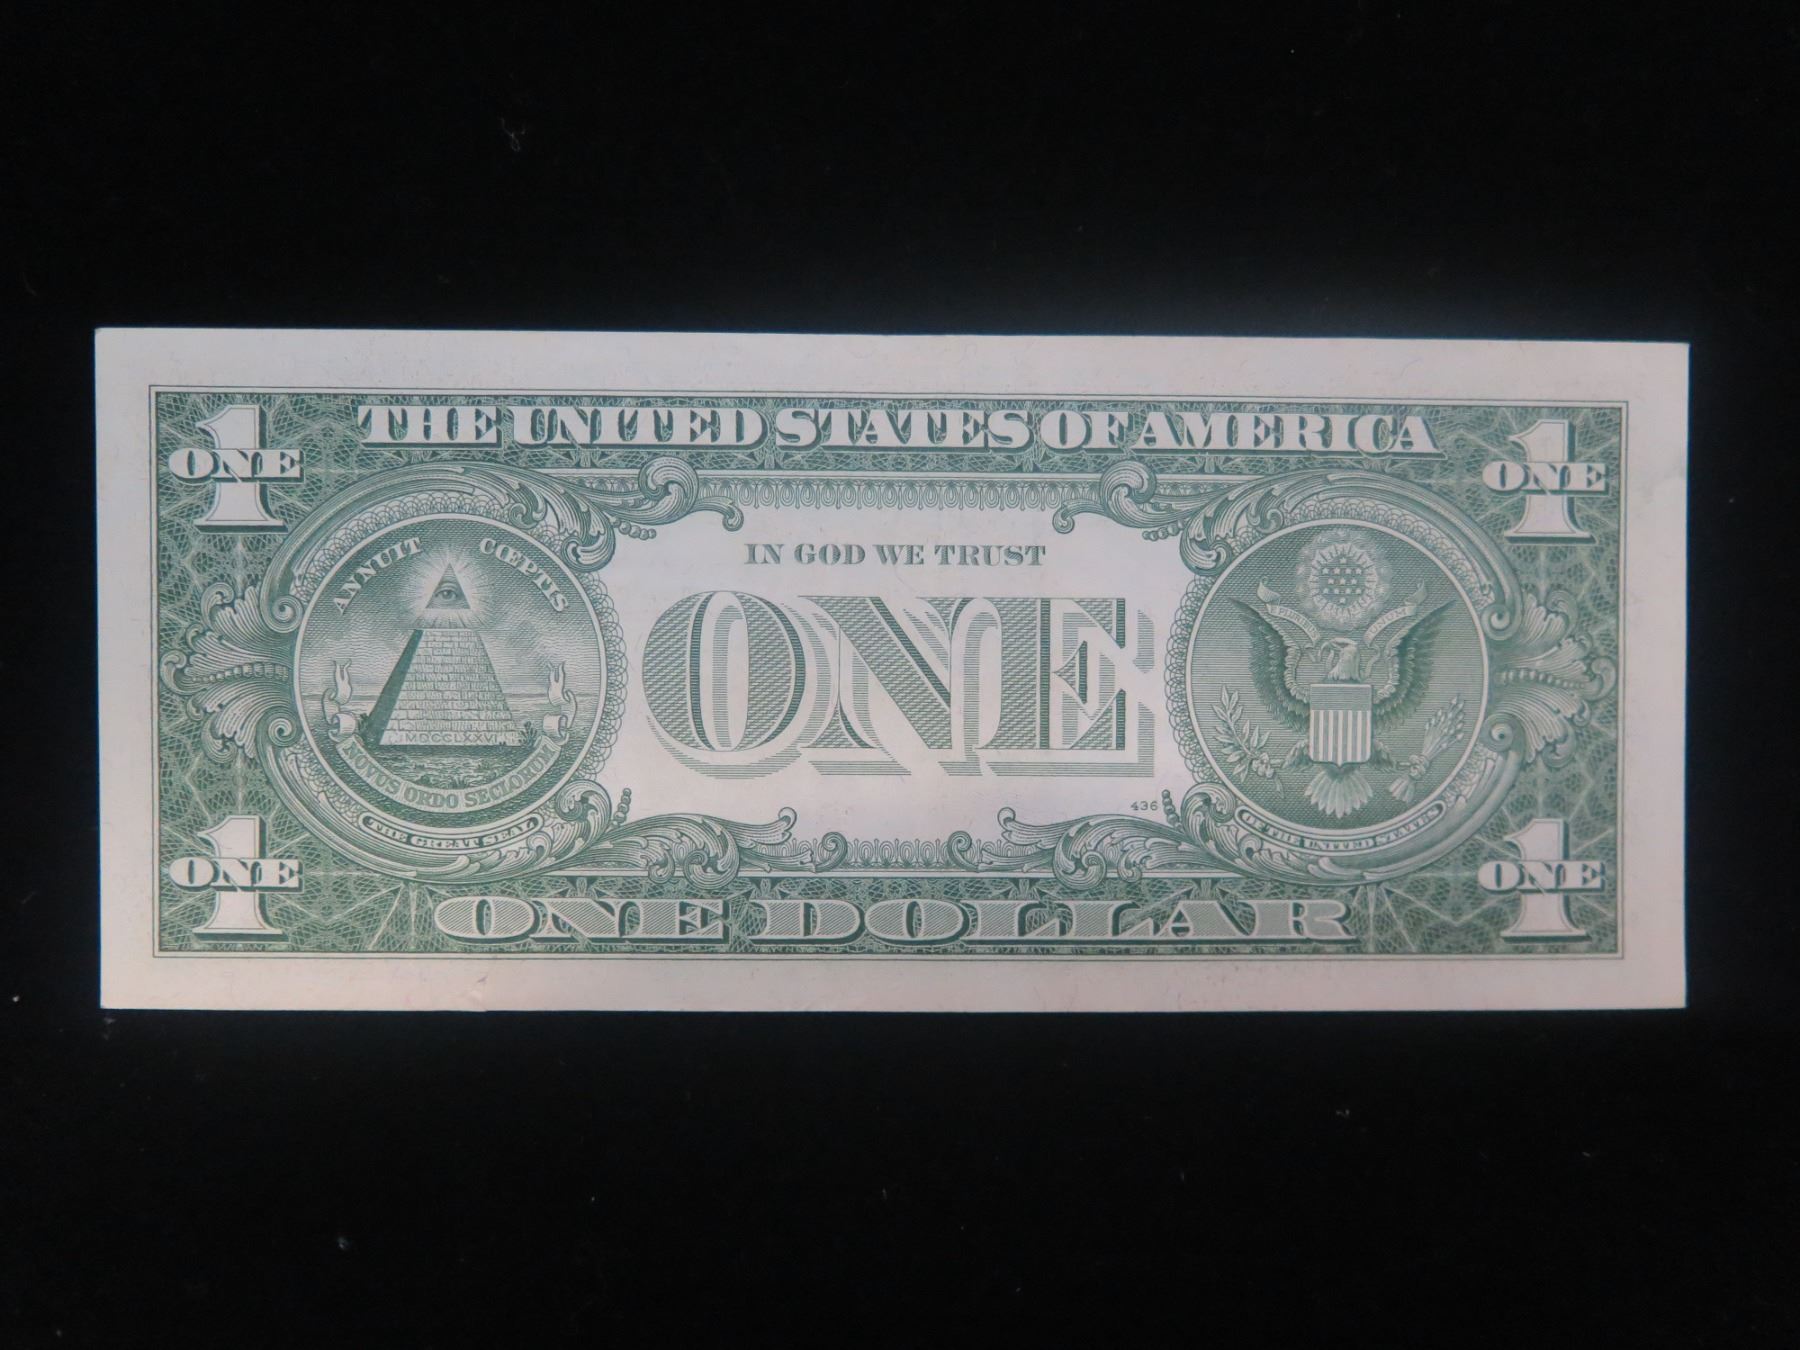 THE UNITED STATES OF AMERICA
1 ONE
1 ONE
ANNUIT CŒPTIS
IN GOD WE TRUST
ONE
MDCCLXXVI
NOVUS ORDO SECLORUM
THE GREAT SEAL
436
OF THE UNITED STATES
1 ONE
1 ONE
ONE DOLLAR